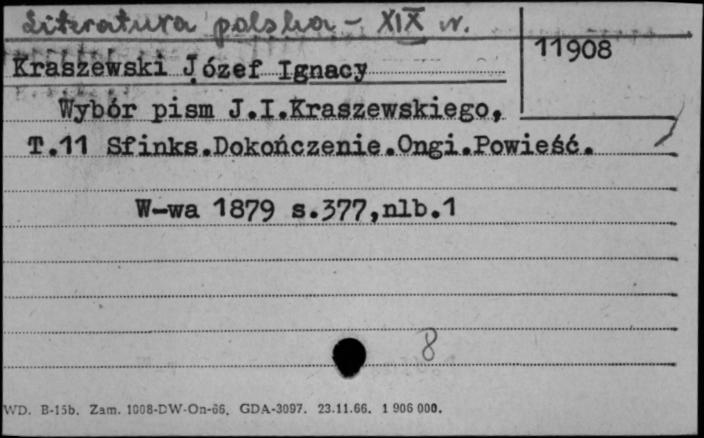 Literatura polska - XIX w.
11908
Kraszewski Józef Ignacy
Wybór pism J.I.Kraszewskiego,
T.11 Sfinks.Dokończenie.Ongi.Powieść.
W-wa 1879 s.377,nlb.1
8
WD. B-15b. Zam. 1008-DW-On-66. GDA-3097. 23.11.66. 1 906 000.